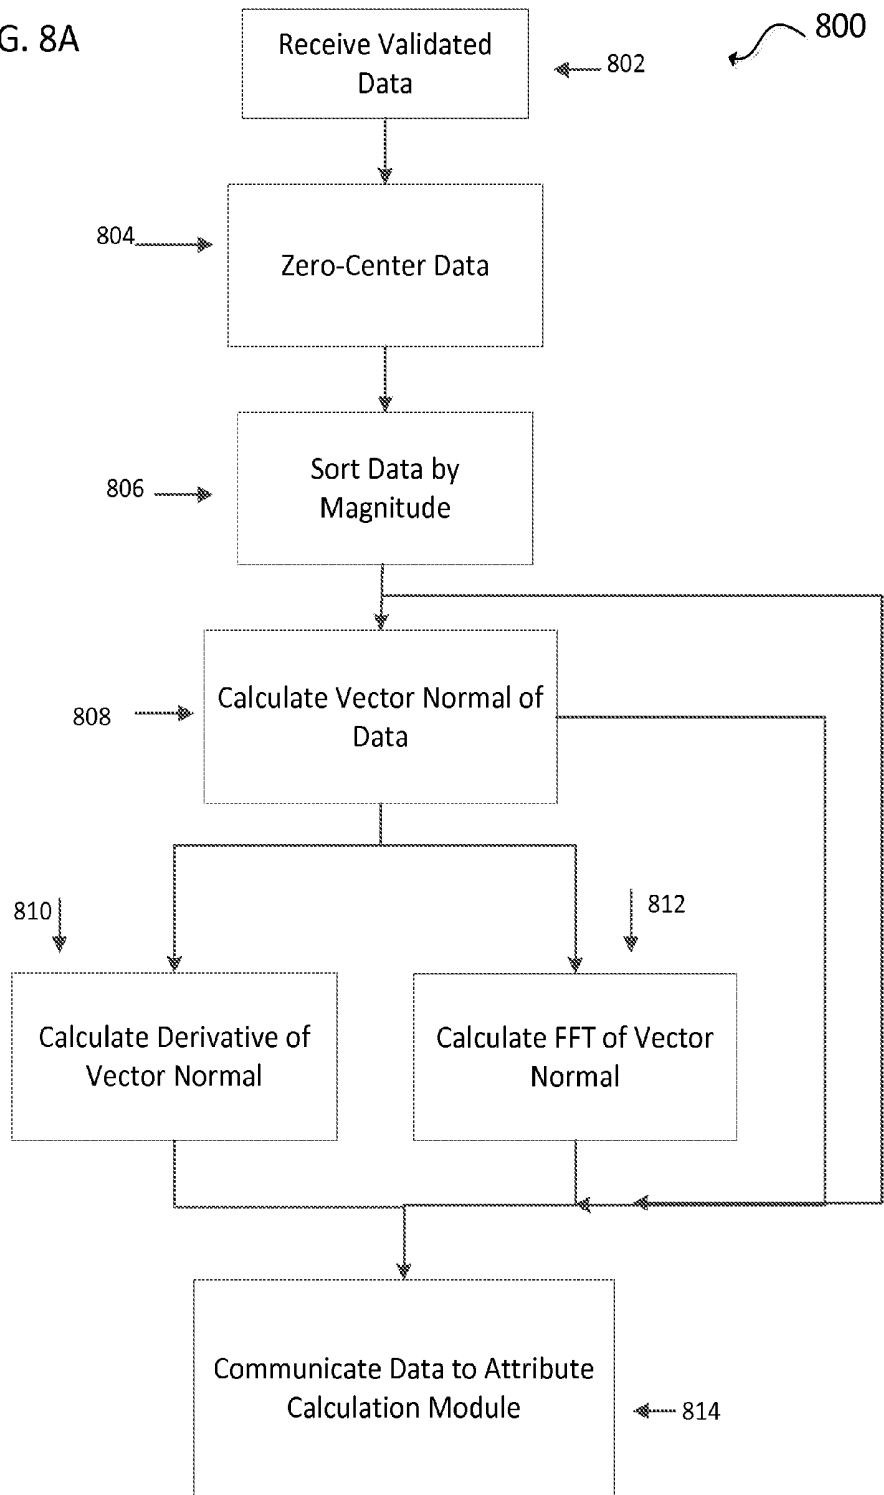 G. 8A
800
Receive Validated
Data
802
804
Zero-Center Data
806
Sort Data by
Magnitude
808
Calculate Vector Normal of
Data
810
812
Calculate Derivative of
Vector Normal
Calculate FFT of Vector
Normal
Communicate Data to Attribute
Calculation Module
814